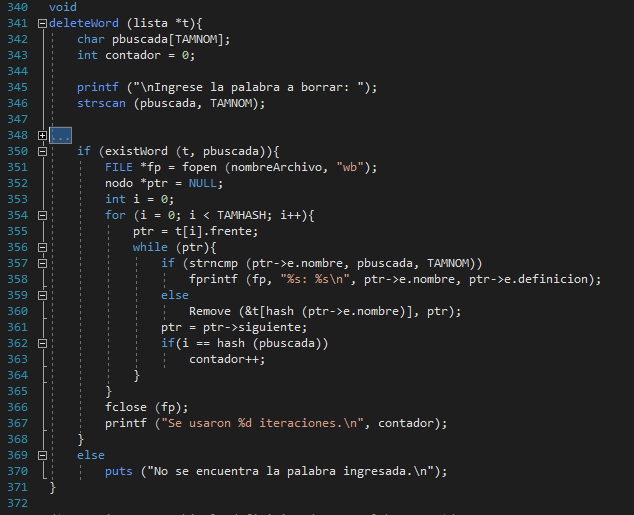 340 void
341 deleteWord (lista *t){
342     char pbuscada[TAMNOM];
343     int contador = 0;
344
345     printf ("\nIngrese la palabra a borrar: ");
346     strscan (pbuscada, TAMNOM);
347
348 ...
350     if (existWord (t, pbuscada)){
351         FILE *fp = fopen (nombreArchivo, "wb");
352         nodo *ptr = NULL;
353         int i = 0;
354         for (i = 0; i < TAMHASH; i++){
355             ptr = t[i].frente;
356             while (ptr){
357                 if (strncmp (ptr->e.nombre, pbuscada, TAMNOM))
358                     fprintf (fp, "%s: %s\n", ptr->e.nombre, ptr->e.definicion);
359                 else
360                     Remove (&t[hash (ptr->e.nombre)], ptr);
361                 ptr = ptr->siguiente;
362                 if(i == hash (pbuscada))
363                     contador++;
364             }
365         }
366         fclose (fp);
367         printf ("Se usaron %d iteraciones.\n", contador);
368     }
369     else
370         puts ("No se encuentra la palabra ingresada.\n");
371 }
372